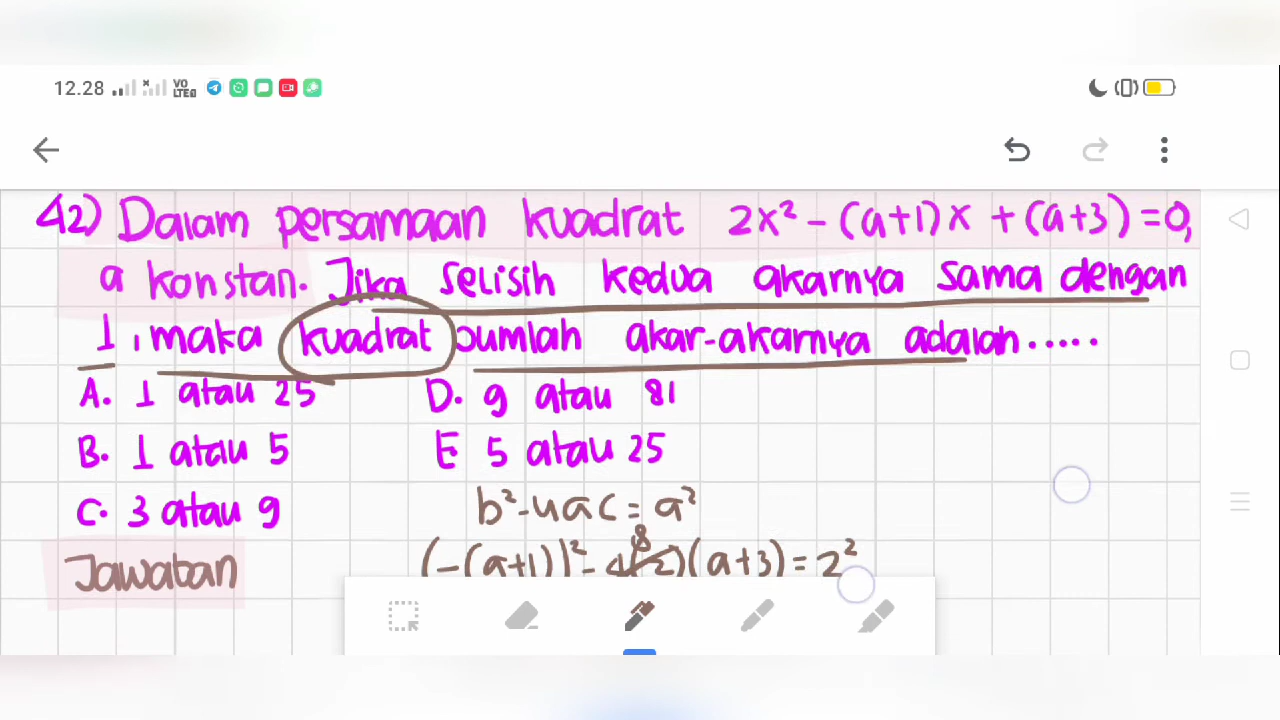 12.28 VO LTE
42) Dalam persamaan kuadrat 2x² - (a+1)x + (a+3) = 0,
a konstan. Jika selisih kedua akarnya sama dengan
1, maka kuadrat jumlah akar-akarnya adalah.....
A. 1 atau 25 D. 9 atau 81
B. 1 atau 5 E 5 atau 25
C. 3 atau 9
b² - 4ac = a²
Jawaban (-(a+1))² - 4(2)(a+3) = 2²
8